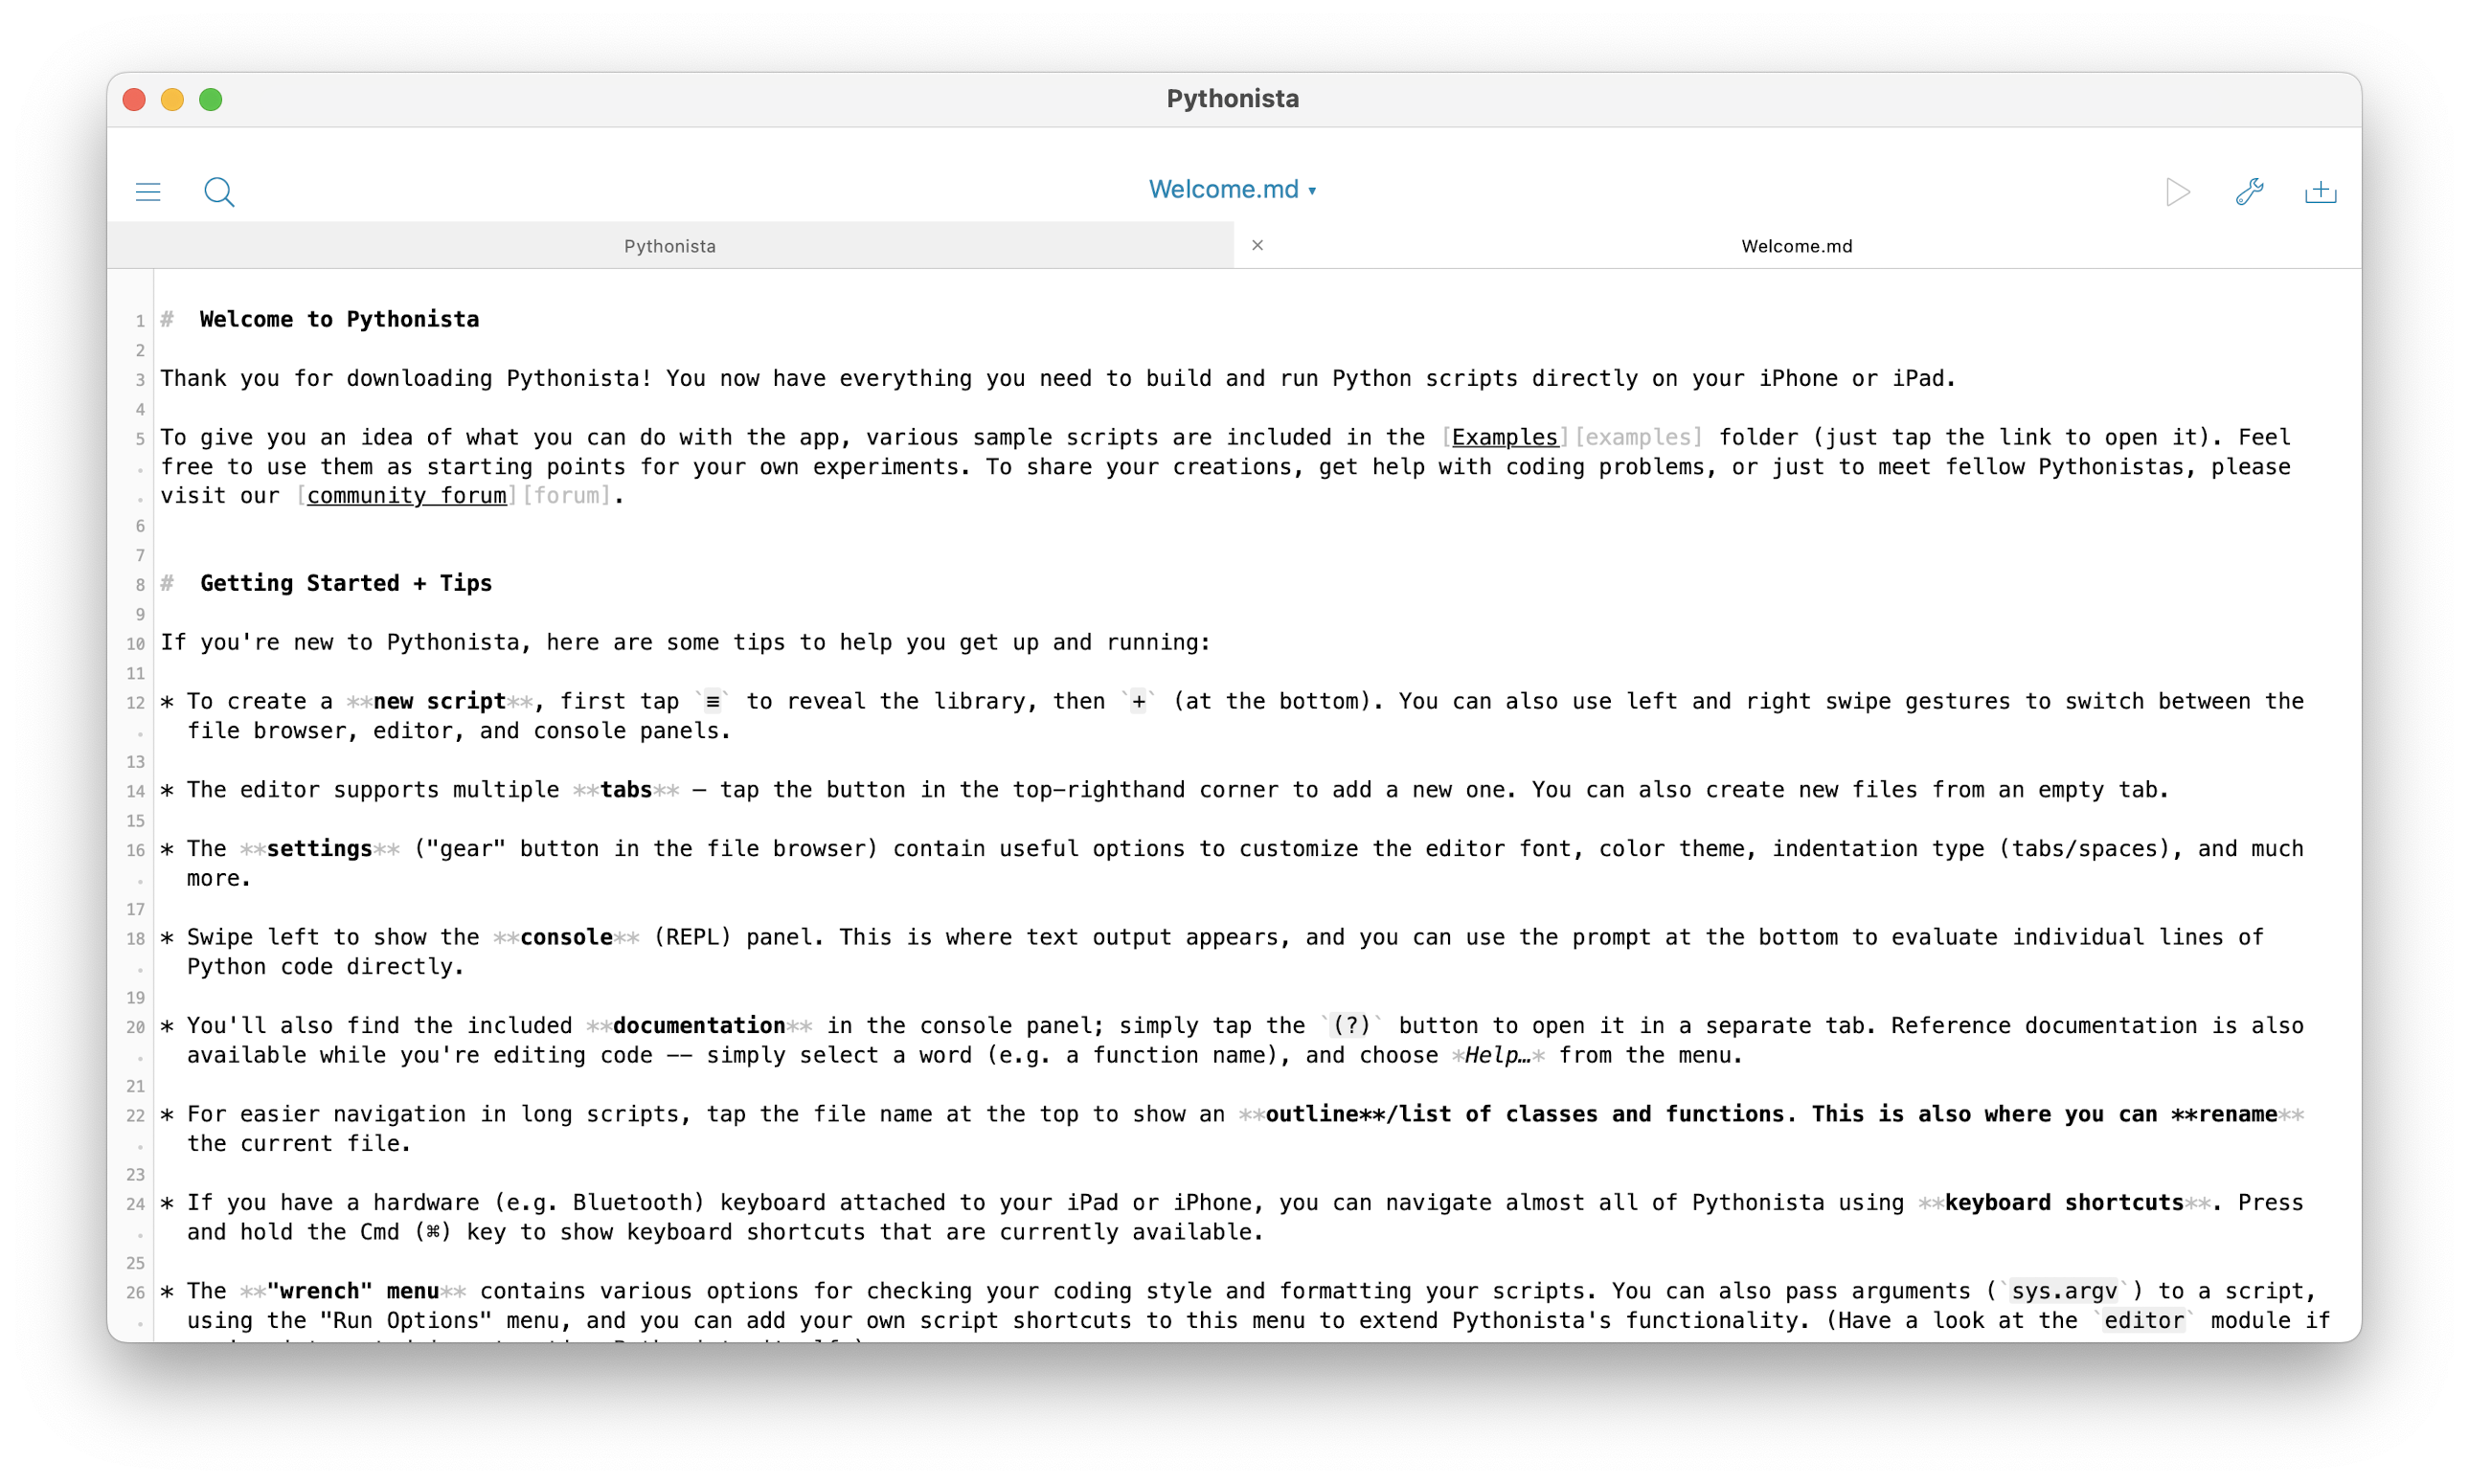 Pythonista
Welcome.md ▾
Pythonista
× Welcome.md
1 # Welcome to Pythonista
2
3 Thank you for downloading Pythonista! You now have everything you need to build and run Python scripts directly on your iPhone or iPad.
4
5 To give you an idea of what you can do with the app, various sample scripts are included in the [Examples][examples] folder (just tap the link to open it). Feel
free to use them as starting points for your own experiments. To share your creations, get help with coding problems, or just to meet fellow Pythonistas, please
visit our [community forum][forum].
6
7
8 # Getting Started + Tips
9
10 If you're new to Pythonista, here are some tips to help you get up and running:
11
12 * To create a **new script**, first tap `≡` to reveal the library, then `+` (at the bottom). You can also use left and right swipe gestures to switch between the
file browser, editor, and console panels.
13
14 * The editor supports multiple **tabs** – tap the button in the top-righthand corner to add a new one. You can also create new files from an empty tab.
15
16 * The **settings** ("gear" button in the file browser) contain useful options to customize the editor font, color theme, indentation type (tabs/spaces), and much
more.
17
18 * Swipe left to show the **console** (REPL) panel. This is where text output appears, and you can use the prompt at the bottom to evaluate individual lines of
Python code directly.
19
20 * You'll also find the included **documentation** in the console panel; simply tap the `(?)` button to open it in a separate tab. Reference documentation is also
available while you're editing code -- simply select a word (e.g. a function name), and choose *Help…* from the menu.
21
22 * For easier navigation in long scripts, tap the file name at the top to show an **outline**/list of classes and functions. This is also where you can **rename**
the current file.
23
24 * If you have a hardware (e.g. Bluetooth) keyboard attached to your iPad or iPhone, you can navigate almost all of Pythonista using **keyboard shortcuts**. Press
and hold the Cmd (⌘) key to show keyboard shortcuts that are currently available.
25
26 * The **"wrench" menu** contains various options for checking your coding style and formatting your scripts. You can also pass arguments (`sys.argv`) to a script,
using the "Run Options" menu, and you can add your own script shortcuts to this menu to extend Pythonista's functionality. (Have a look at the `editor` module if